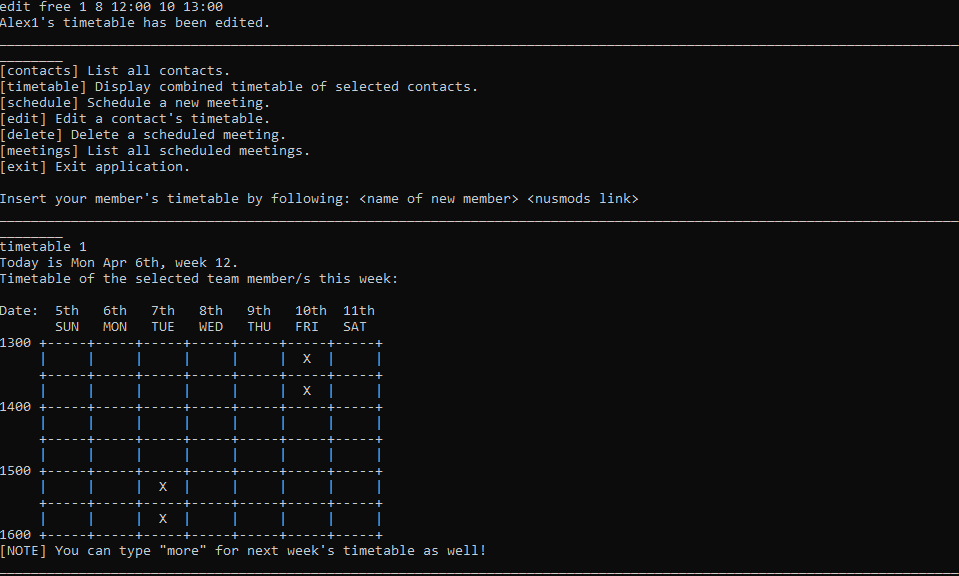 edit free 1 8 12:00 10 13:00
Alex1's timetable has been edited.
________________________________________________________________________________________________________________________
________
[contacts] List all contacts.
[timetable] Display combined timetable of selected contacts.
[schedule] Schedule a new meeting.
[edit] Edit a contact's timetable.
[delete] Delete a scheduled meeting.
[meetings] List all scheduled meetings.
[exit] Exit application.

Insert your member's timetable by following: <name of new member> <nusmods link>
________________________________________________________________________________________________________________________
________
timetable 1
Today is Mon Apr 6th, week 12.
Timetable of the selected team member/s this week:

Date:  5th   6th   7th   8th   9th   10th  11th
       SUN   MON   TUE   WED   THU   FRI   SAT
1300 +-----+-----+-----+-----+-----+-----+-----+
     |     |     |     |     |     |  X  |     |
     +-----+-----+-----+-----+-----+-----+-----+
     |     |     |     |     |     |  X  |     |
1400 +-----+-----+-----+-----+-----+-----+-----+
     |     |     |     |     |     |     |     |
     +-----+-----+-----+-----+-----+-----+-----+
     |     |     |     |     |     |     |     |
1500 +-----+-----+-----+-----+-----+-----+-----+
     |     |     |  X  |     |     |     |     |
     +-----+-----+-----+-----+-----+-----+-----+
     |     |     |  X  |     |     |     |     |
1600 +-----+-----+-----+-----+-----+-----+-----+
[NOTE] You can type "more" for next week's timetable as well!
________________________________________________________________________________________________________________________